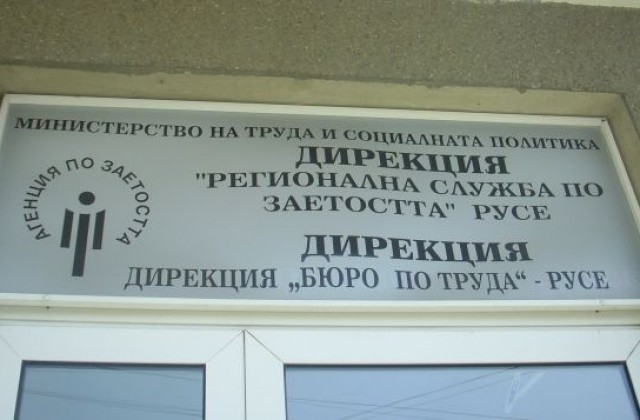 МИНИСТЕРСТВО НА ТРУДА И СОЦИАЛНАТА ПОЛИТИКА
ДИРЕКЦИЯ
"РЕГИОНАЛНА СЛУЖБА ПО
ЗАЕТОСТТА" РУСЕ
АГЕНЦИЯ ПО ЗАЕТОСТТА
ДИРЕКЦИЯ
ДИРЕКЦИЯ „БЮРО ПО ТРУДА“ - РУСЕ